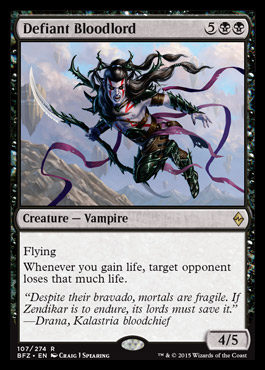 Defiant Bloodlord 5
Creature — Vampire
Flying
Whenever you gain life, target opponent
loses that much life.
“Despite their bravado, mortals are fragile. If
Zendikar is to endure, its lords must save it.”
—Drana, Kalastria bloodchief
4/5
107/274 R
BFZ • EN Craig J Spearing ™ & © 2015 Wizards of the Coast